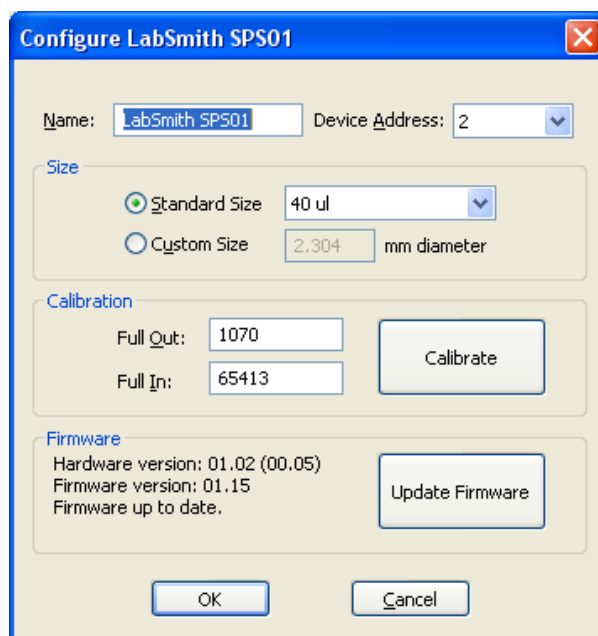 Configure LabSmith SPS01
Name: LabSmith SPS01 Device Address: 2
Size
Standard Size 40 ul
Custom Size 2.304 mm diameter
Calibration
Full Out: 1070
Calibrate
Full In: 65413
Firmware
Hardware version: 01.02 (00.05)
Firmware version: 01.15
Update Firmware
Firmware up to date.
OK Cancel